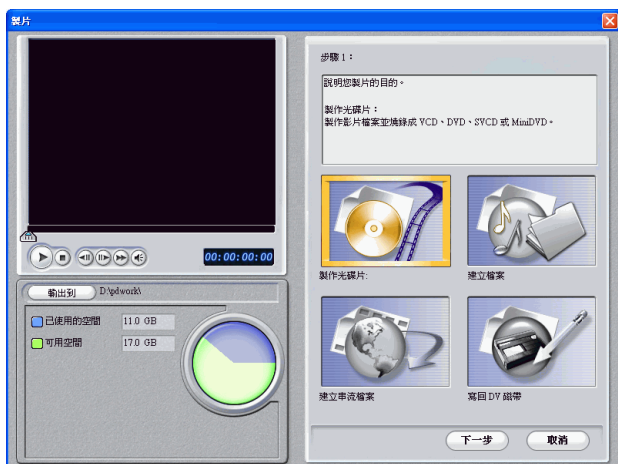 製片
步驟 1：
說明您製片的目的。
製作光碟片：
製作影片檔案並燒錄成 VCD、DVD、SVCD 或 MiniDVD。
00:00:00:00
製作光碟片:
建立檔案
輸出到 D:\pdwork\
已使用的空間 11.0 GB
可用空間 17.0 GB
建立串流檔案
寫回 DV 磁帶
下一步
取消